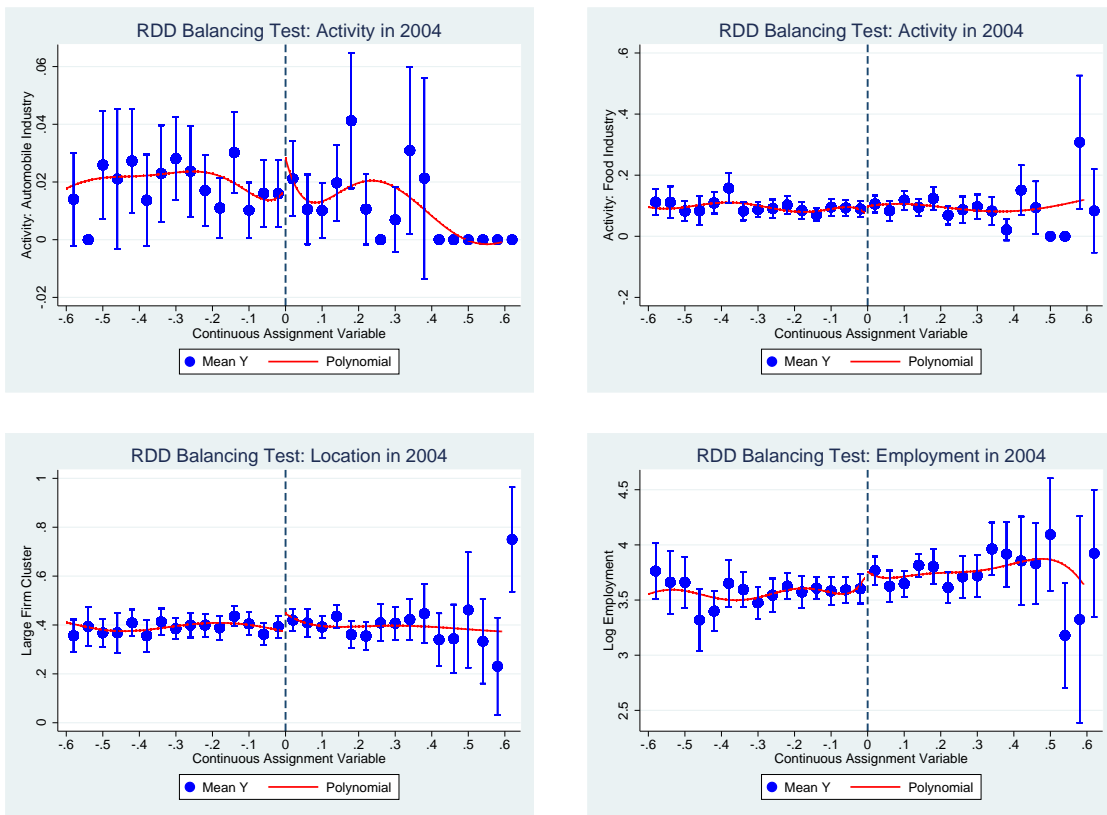 RDD Balancing Test: Activity in 2004
Activity: Automobile Industry
.06
.04
.02
0
-.02
-.6 -.5 -.4 -.3 -.2 -.1 0 .1 .2 .3 .4 .5 .6
Continuous Assignment Variable
Mean Y Polynomial
RDD Balancing Test: Activity in 2004
Activity: Food Industry
.6
.4
.2
0
-.2
-.6 -.5 -.4 -.3 -.2 -.1 0 .1 .2 .3 .4 .5 .6
Continuous Assignment Variable
Mean Y Polynomial
RDD Balancing Test: Location in 2004
Large Firm Cluster
1
.8
.6
.4
.2
0
-.6 -.5 -.4 -.3 -.2 -.1 0 .1 .2 .3 .4 .5 .6
Continuous Assignment Variable
Mean Y Polynomial
RDD Balancing Test: Employment in 2004
Log Employment
4.5
4
3.5
3
2.5
-.6 -.5 -.4 -.3 -.2 -.1 0 .1 .2 .3 .4 .5 .6
Continuous Assignment Variable
Mean Y Polynomial